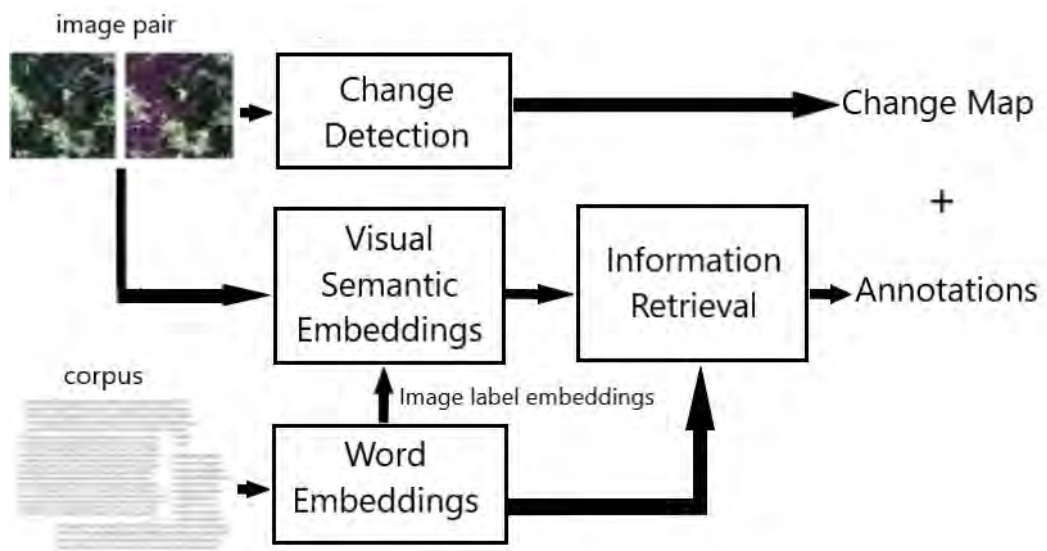 image pair
Change
Detection
Change Map
+
Visual
Semantic
Embeddings
Information
Retrieval
Annotations
corpus
Image label embeddings
Word
Embeddings